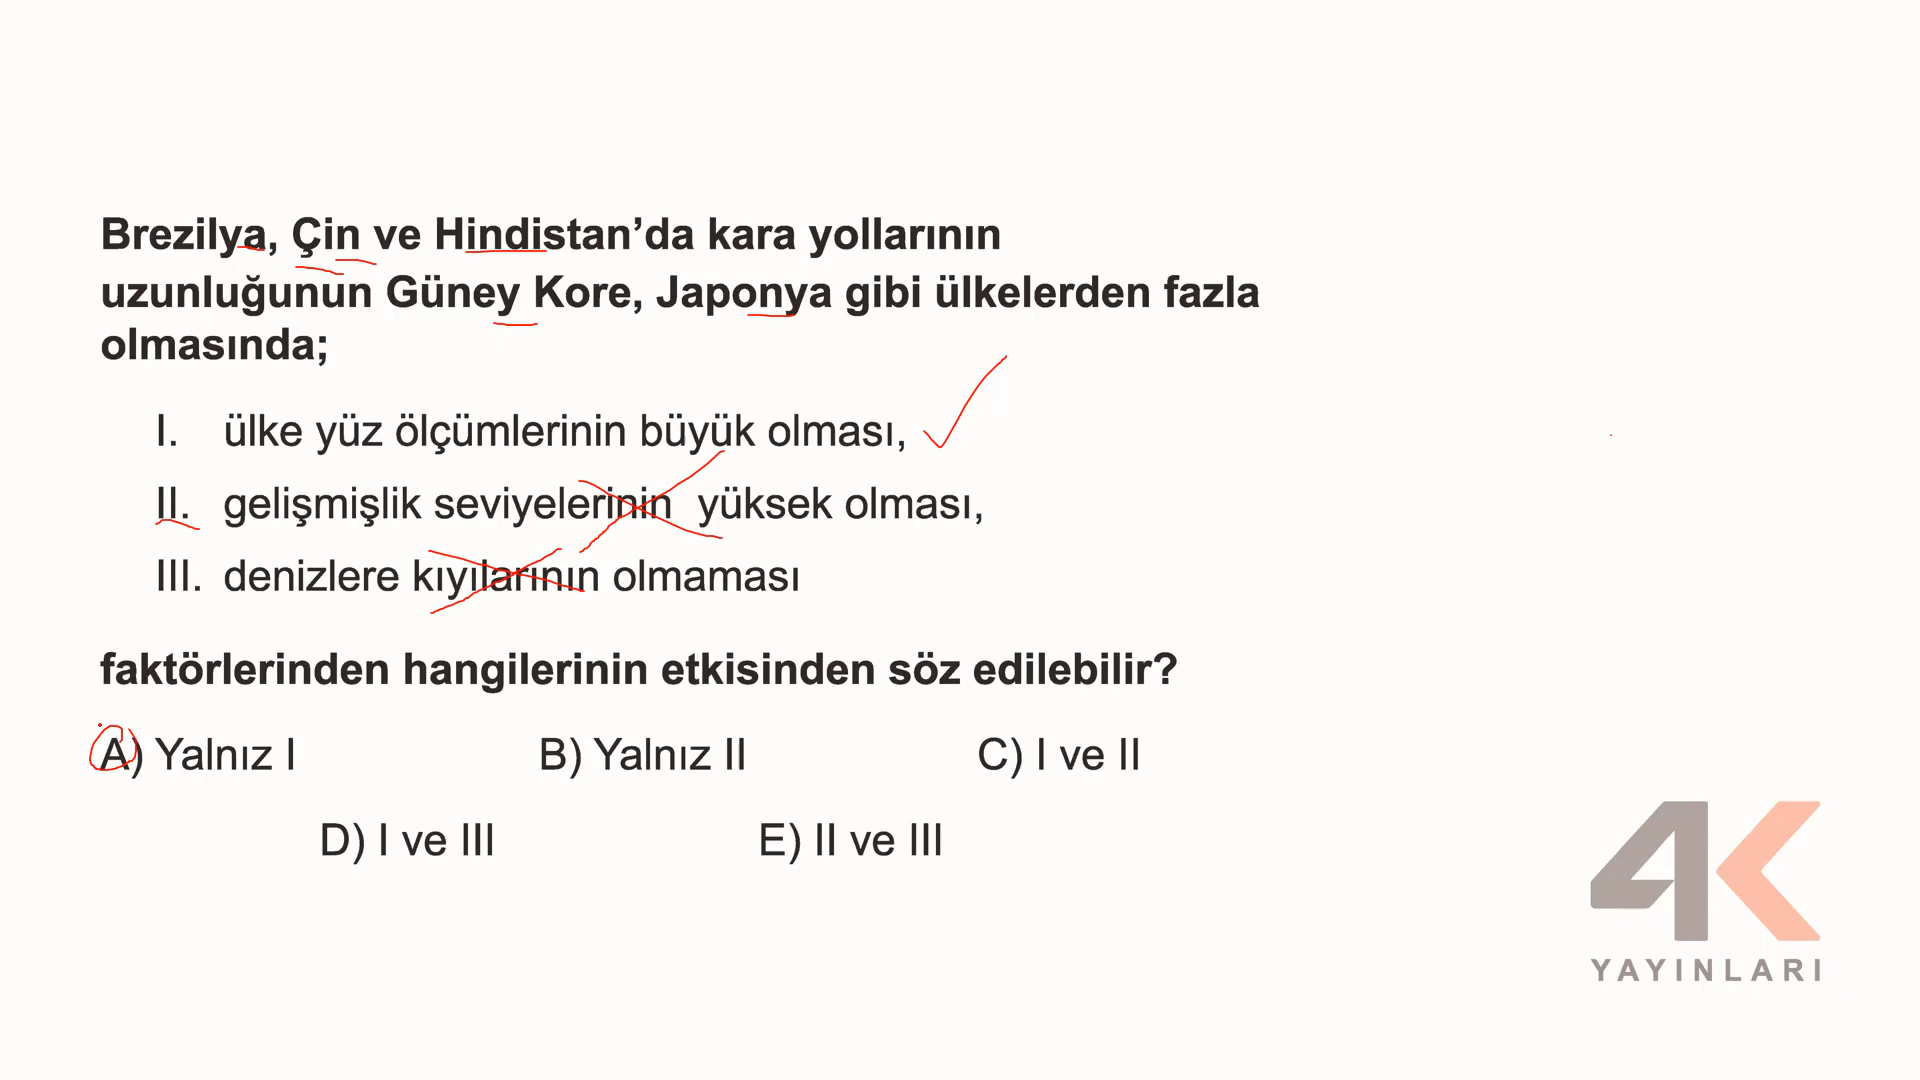 Brezilya, Çin ve Hindistan’da kara yollarının
uzunluğunun Güney Kore, Japonya gibi ülkelerden fazla
olmasında;
I. ülke yüz ölçümlerinin büyük olması,
II. gelişmişlik seviyelerinin yüksek olması,
III. denizlere kıyılarının olmaması
faktörlerinden hangilerinin etkisinden söz edilebilir?
A) Yalnız I B) Yalnız II C) I ve II
D) I ve III E) II ve III
4K
YAYINLARI